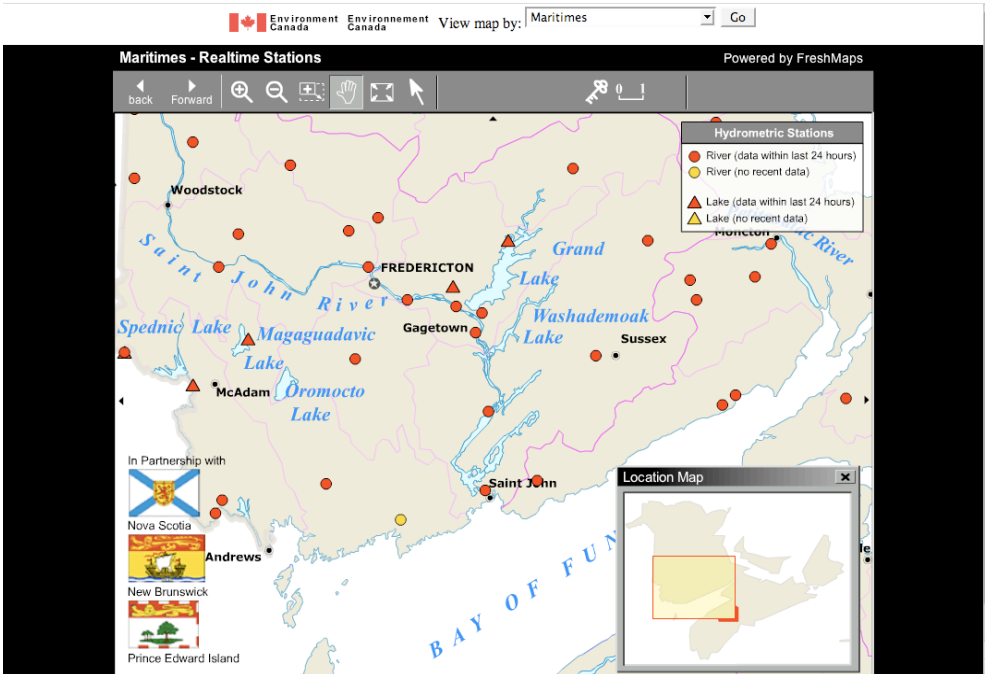 Environment Environnement
Canada Canada
View map by: Maritimes Go
Maritimes - Realtime Stations
Powered by FreshMaps
back Forward 0 1
Hydrometric Stations
River (data within last 24 hours)
River (no recent data)
Lake (data within last 24 hours)
Lake (no recent data)
Woodstock
Moncton
River
Saint John River
FREDERICTON
Grand
Lake
Spednic Lake
Magaguadavic
Lake
Gagetown
Washademoak
Lake
Sussex
McAdam
Oromocto
Lake
In Partnership with
Nova Scotia
Saint John
Location Map
Andrews
New Brunswick
BAY OF FUN
Prince Edward Island